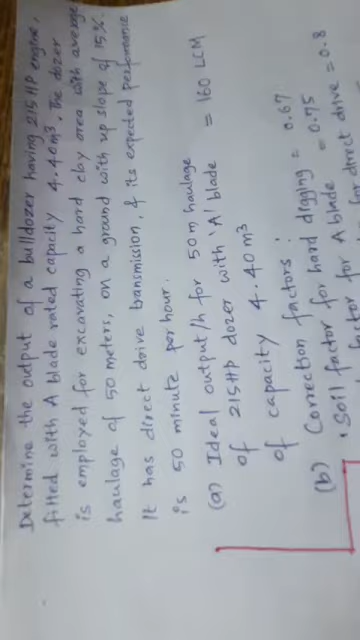 Determine the output of a bulldozer having 215 HP engine,
fitted with A blade rated capacity 4.40 m³. The dozer
is employed for excavating a hard clay area with average
haulage of 50 meters, on a ground with up slope of 15%.
It has direct drive transmission, & its expected performance
is 50 minute per hour.
(a) Ideal output/h for 50m haulage
of 215HP dozer with 'A' blade = 160 LCM
of capacity 4.40 m³
(b) Correction factors:
• Soil factor for hard digging = 0.67
factor for A blade = 0.75
for direct drive = 0.8